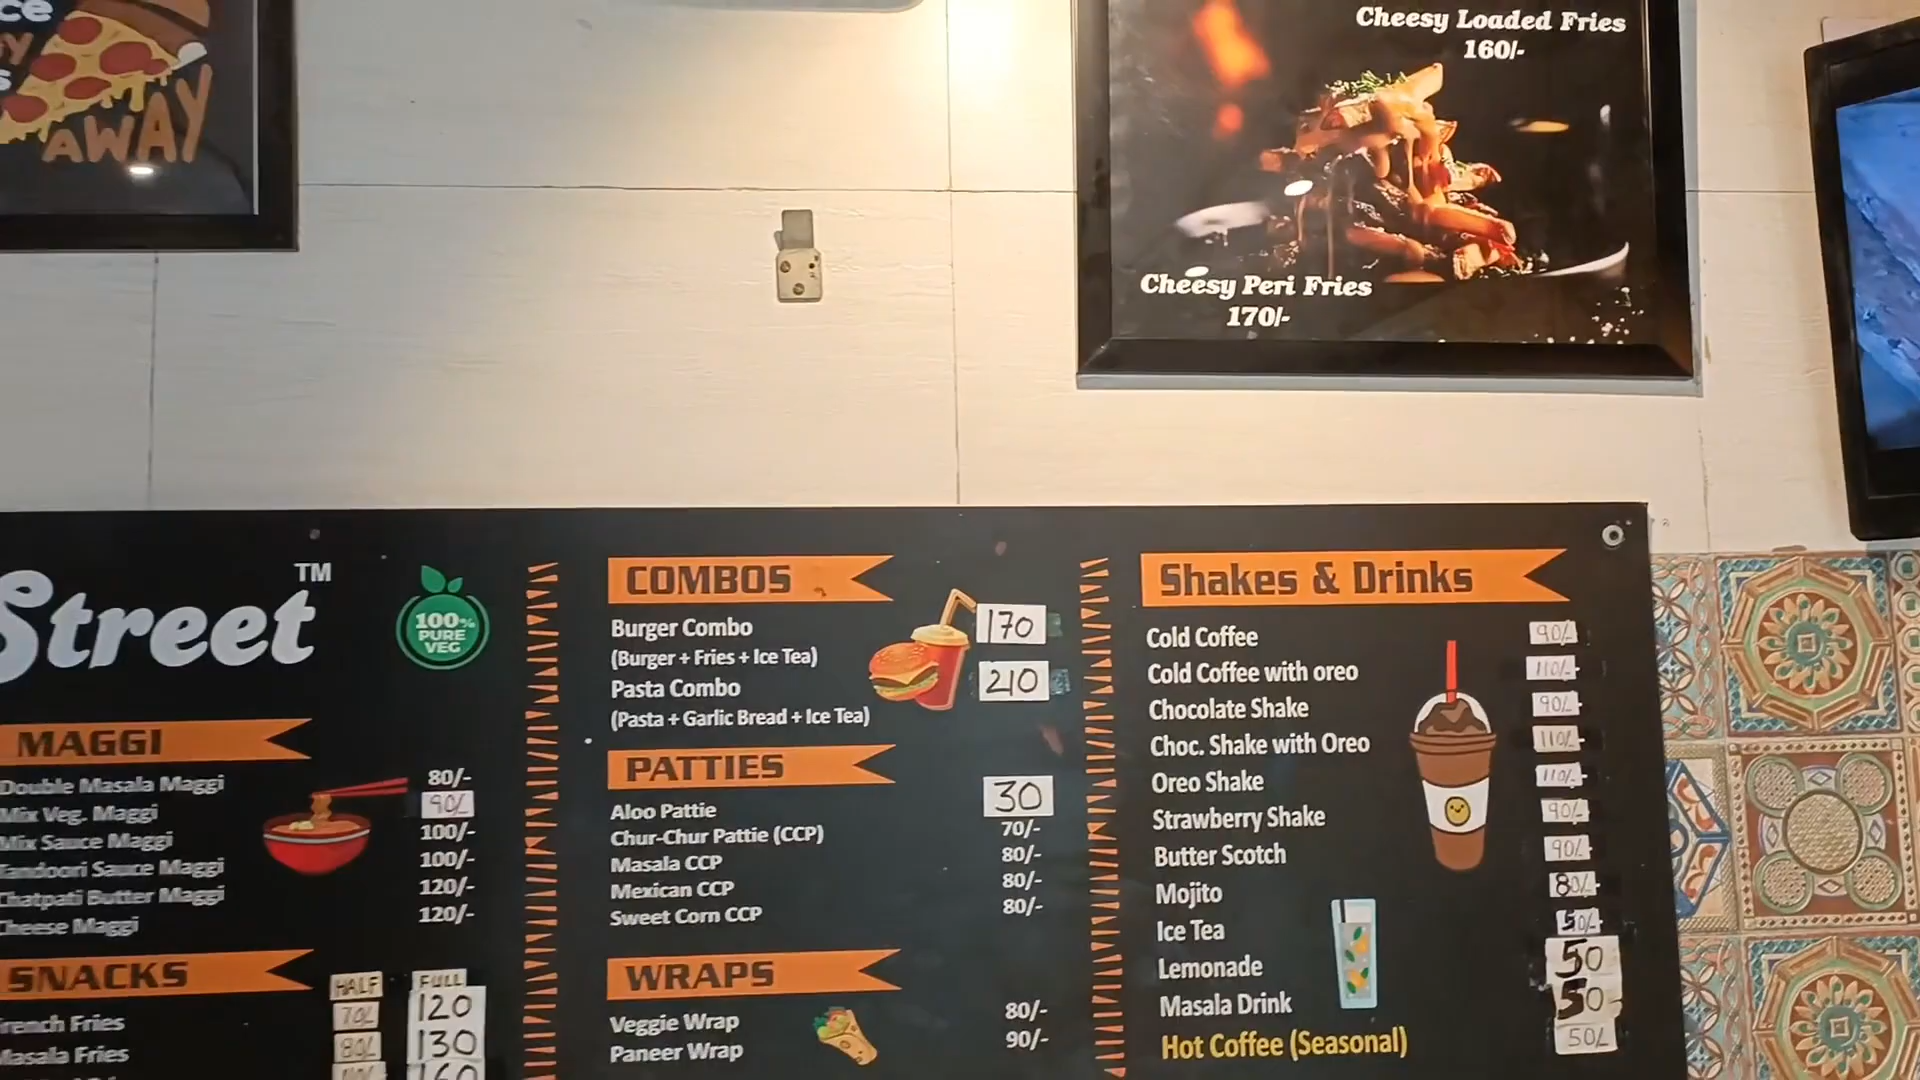 ce
AWAY
Cheesy Loaded Fries
160/-
Cheesy Peri Fries
170/-
Street TM
100%
PURE
VEG
MAGGI
Double Masala Maggi 80/-
Mix Veg. Maggi 90/-
Mix Sauce Maggi 100/-
Tandoori Sauce Maggi 100/-
Chatpati Butter Maggi 120/-
Cheese Maggi 120/-
SNACKS HALF FULL
French Fries 70/- 120
Masala Fries 80/- 130
160
COMBOS
Burger Combo 170
(Burger + Fries + Ice Tea)
Pasta Combo 210
(Pasta + Garlic Bread + Ice Tea)
PATTIES
Aloo Pattie 30
Chur-Chur Pattie (CCP) 70/-
Masala CCP 80/-
Mexican CCP 80/-
Sweet Corn CCP 80/-
WRAPS
Veggie Wrap 80/-
Paneer Wrap 90/-
Shakes & Drinks
Cold Coffee 90/-
Cold Coffee with oreo 110/-
Chocolate Shake 90/-
Choc. Shake with Oreo 110/-
Oreo Shake 110/-
Strawberry Shake 90/-
Butter Scotch 90/-
Mojito 80/-
Ice Tea 50/-
Lemonade 50
Masala Drink 50-
Hot Coffee (Seasonal) 50/-